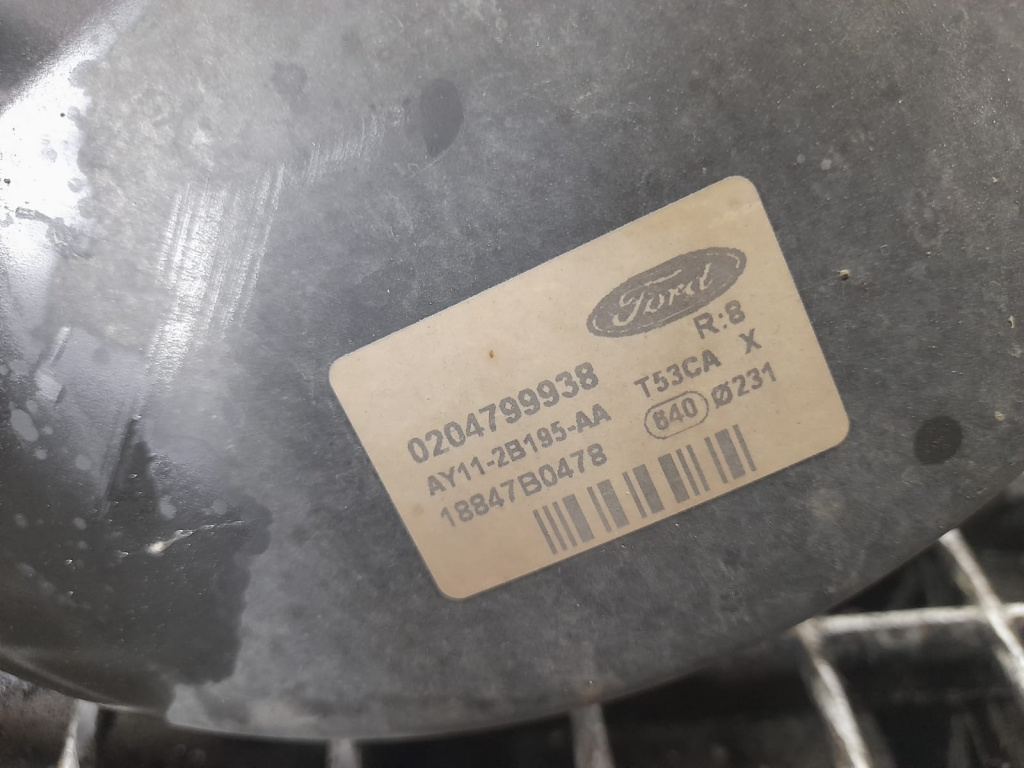 Ford
R:8
0204799938 T53CA X
AY11-2B195-AA 640 Ø231
18847B0478